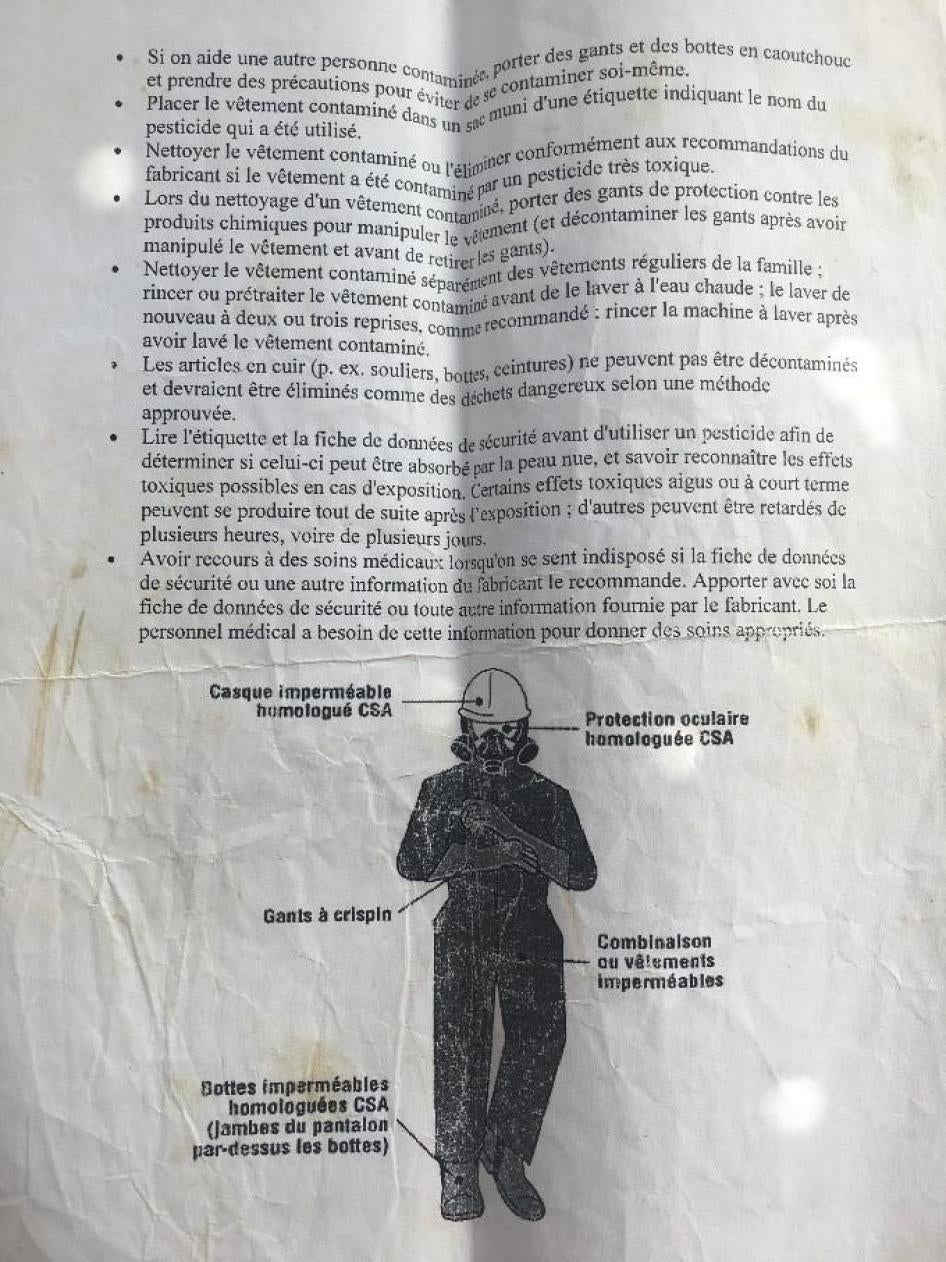 • Si on aide une autre personne contaminée, porter des gants et des bottes en caoutchouc
et prendre des précautions pour éviter de se contaminer soi-même.
• Placer le vêtement contaminé dans un sac muni d'une étiquette indiquant le nom du
pesticide qui a été utilisé.
• Nettoyer le vêtement contaminé ou l'éliminer conformément aux recommandations du
fabricant si le vêtement a été contaminé par un pesticide très toxique.
• Lors du nettoyage d'un vêtement contaminé, porter des gants de protection contre les
produits chimiques pour manipuler le vêtement (et décontaminer les gants après avoir
manipulé le vêtement et avant de retirer les gants).
• Nettoyer le vêtement contaminé séparément des vêtements réguliers de la famille ;
rincer ou prétraiter le vêtement contaminé avant de le laver à l'eau chaude ; le laver de
nouveau à deux ou trois reprises, comme recommandé : rincer la machine à laver après
avoir lavé le vêtement contaminé.
• Les articles en cuir (p. ex. souliers, bottes, ceintures) ne peuvent pas être décontaminés
et devraient être éliminés comme des déchets dangereux selon une méthode
approuvée.
• Lire l'étiquette et la fiche de données de sécurité avant d'utiliser un pesticide afin de
déterminer si celui-ci peut être absorbé par la peau nue, et savoir reconnaître les effets
toxiques possibles en cas d'exposition. Certains effets toxiques aigus ou à court terme
peuvent se produire tout de suite après l'exposition ; d'autres peuvent être retardés de
plusieurs heures, voire de plusieurs jours.
• Avoir recours à des soins médicaux lorsqu'on se sent indisposé si la fiche de données
de sécurité ou une autre information du fabricant le recommande. Apporter avec soi la
fiche de données de sécurité ou toute autre information fournie par le fabricant. Le
personnel médical a besoin de cette information pour donner des soins appropriés.
Casque imperméable
homologué CSA
Protection oculaire
homologuée CSA
Gants à crispin
Combinaison
ou vêtements
imperméables
Bottes imperméables
homologuées CSA
(jambes du pantalon
par-dessus les bottes)